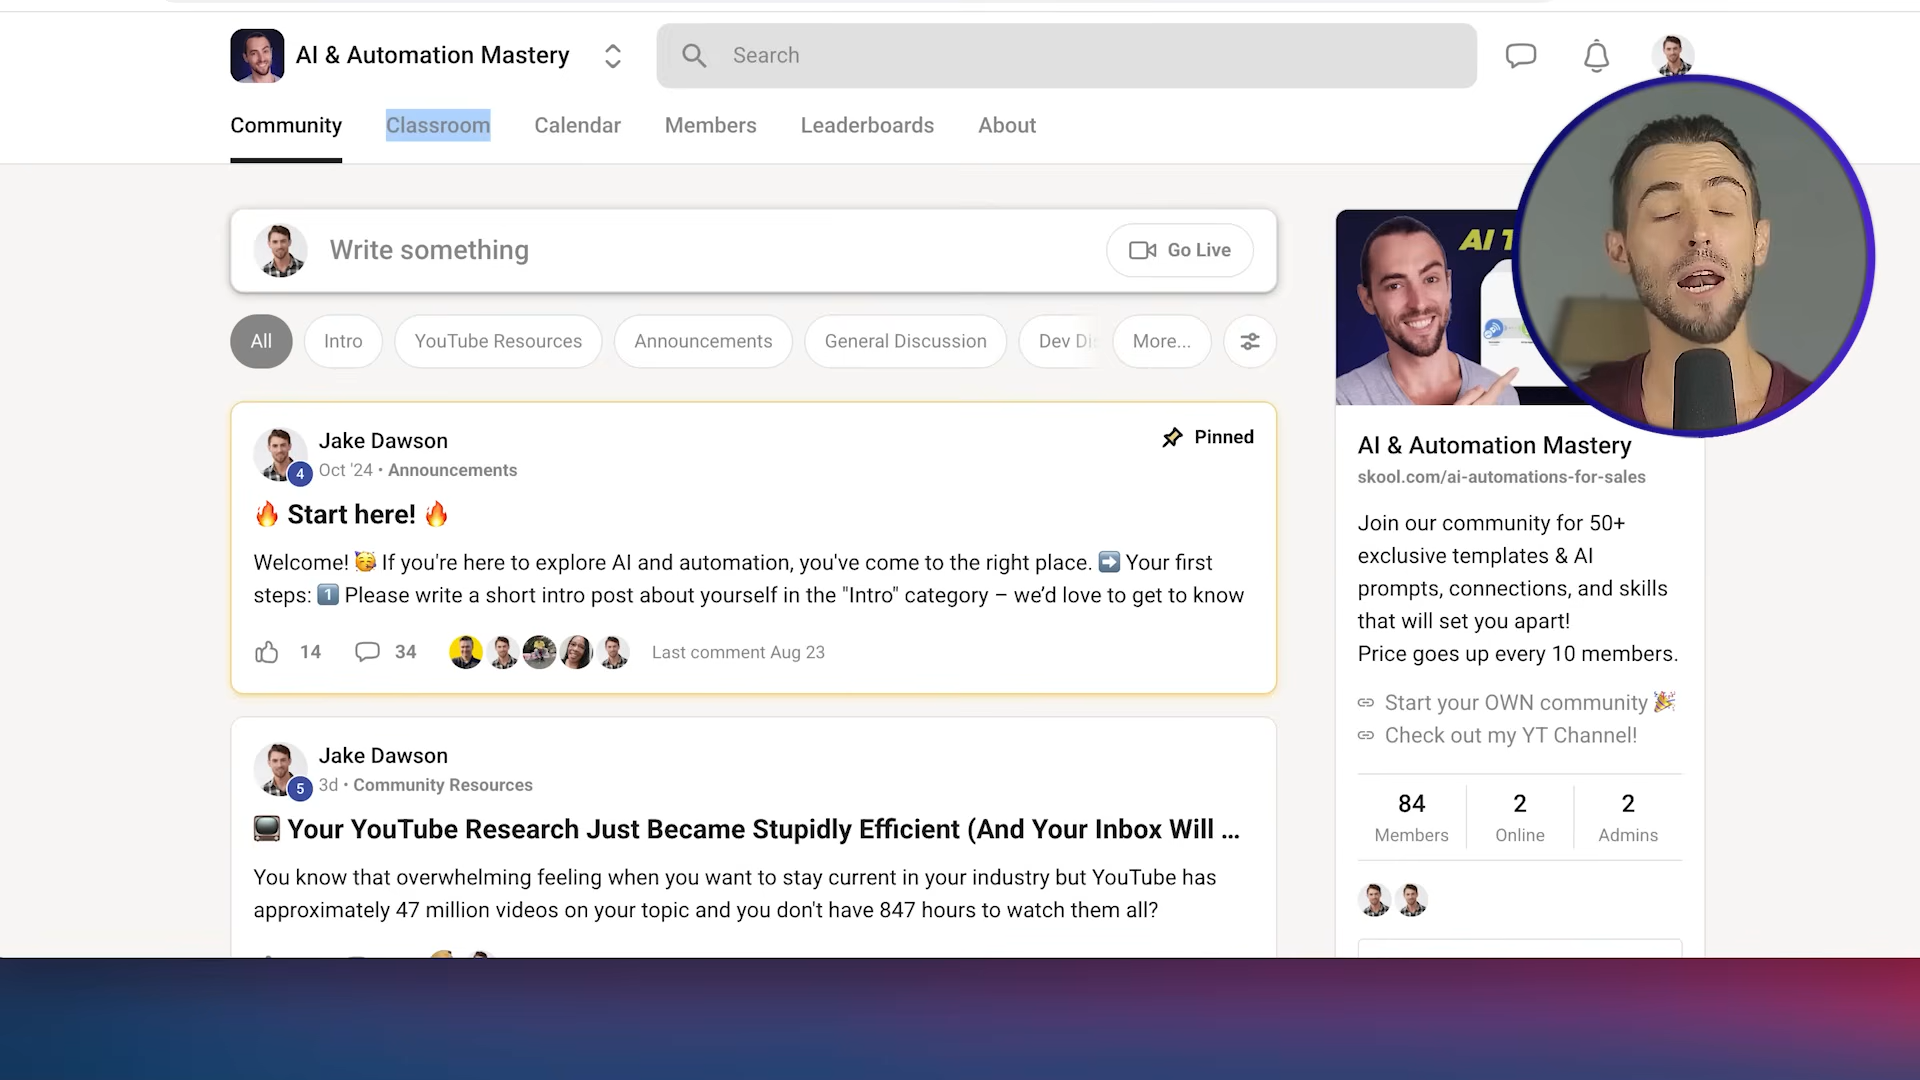 AI & Automation Mastery
Search
Community
Classroom
Calendar
Members
Leaderboards
About
Write something
Go Live
All
Intro
YouTube Resources
Announcements
General Discussion
Dev Di
More...
Jake Dawson
Pinned
4
Oct '24 • Announcements
🔥 Start here! 🔥
Welcome! 🥳 If you're here to explore AI and automation, you've come to the right place. ➡️ Your first
steps: 1️⃣ Please write a short intro post about yourself in the "Intro" category – we’d love to get to know
14
34
Last comment Aug 23
Jake Dawson
5
3d • Community Resources
📺 Your YouTube Research Just Became Stupidly Efficient (And Your Inbox Will ...
You know that overwhelming feeling when you want to stay current in your industry but YouTube has
approximately 47 million videos on your topic and you don't have 847 hours to watch them all?
AI T
AI & Automation Mastery
skool.com/ai-automations-for-sales
Join our community for 50+
exclusive templates & AI
prompts, connections, and skills
that will set you apart!
Price goes up every 10 members.
Start your OWN community 🎉
Check out my YT Channel!
84
Members
2
Online
2
Admins